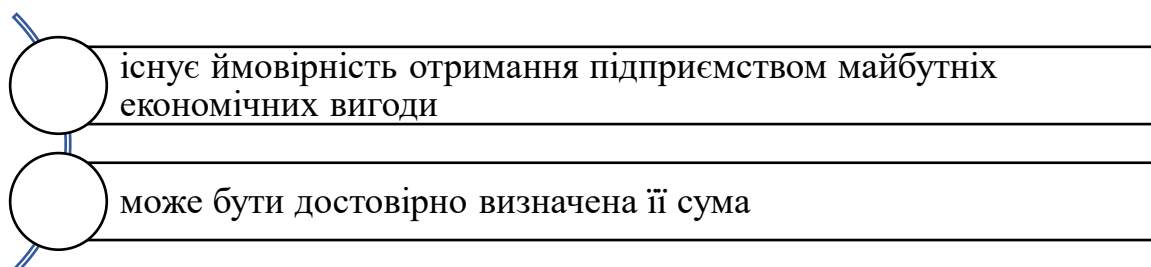 існує ймовірність отримання підприємством майбутніх
економічних вигоди
може бути достовірно визначена її сума